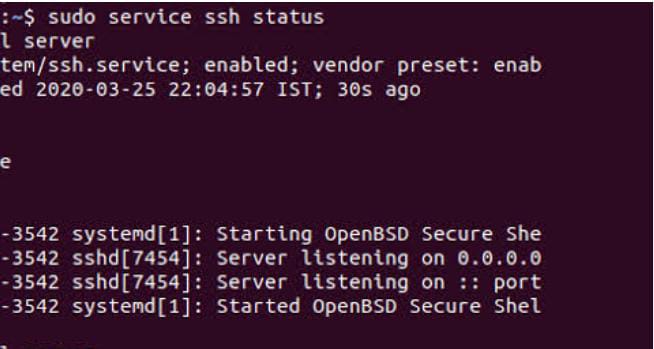 :~$ sudo service ssh status
l server
tem/ssh.service; enabled; vendor preset: enab
ed 2020-03-25 22:04:57 IST; 30s ago
e
-3542 systemd[1]: Starting OpenBSD Secure She
-3542 sshd[7454]: Server listening on 0.0.0.0
-3542 sshd[7454]: Server listening on :: port
-3542 systemd[1]: Started OpenBSD Secure Shel